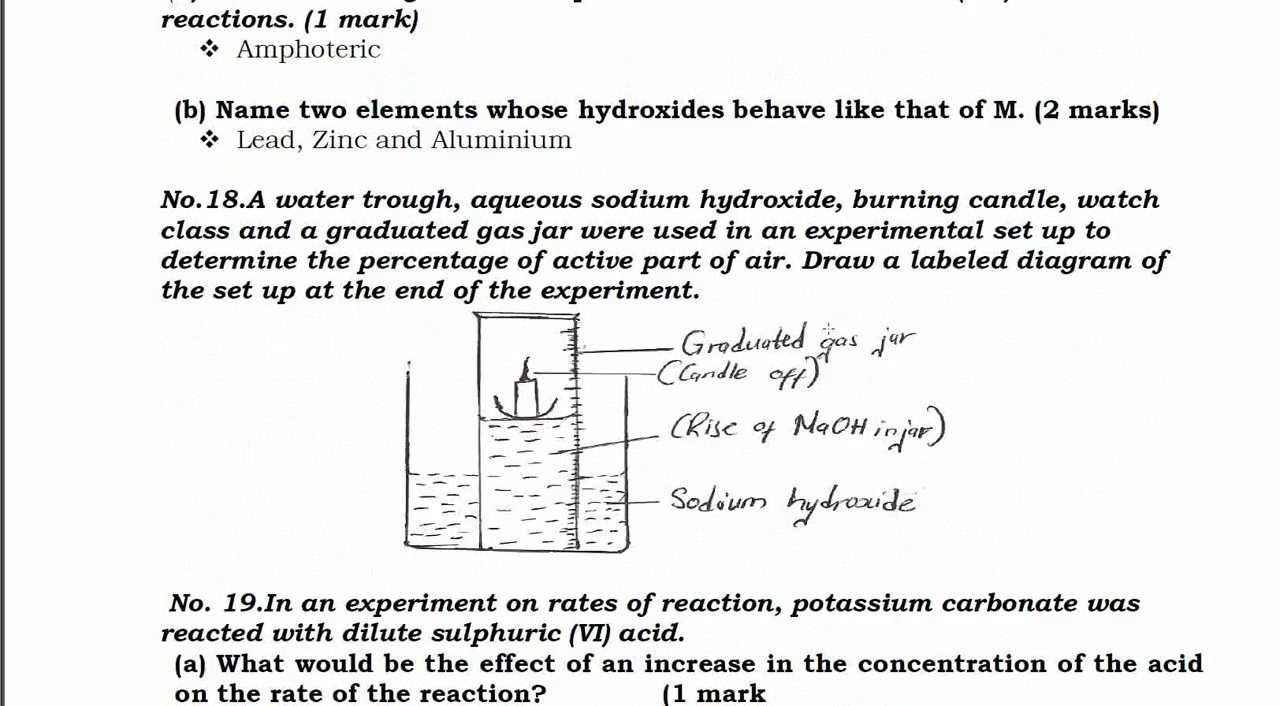 reactions. (1 mark)
❖ Amphoteric
(b) Name two elements whose hydroxides behave like that of M. (2 marks)
❖ Lead, Zinc and Aluminium
No.18.A water trough, aqueous sodium hydroxide, burning candle, watch
class and a graduated gas jar were used in an experimental set up to
determine the percentage of active part of air. Draw a labeled diagram of
the set up at the end of the experiment.
Graduated gas jar
(Candle off)
(Rise of NaOH in jar)
Sodium hydroxide
No. 19.In an experiment on rates of reaction, potassium carbonate was
reacted with dilute sulphuric (VI) acid.
(a) What would be the effect of an increase in the concentration of the acid
on the rate of the reaction? (1 mark